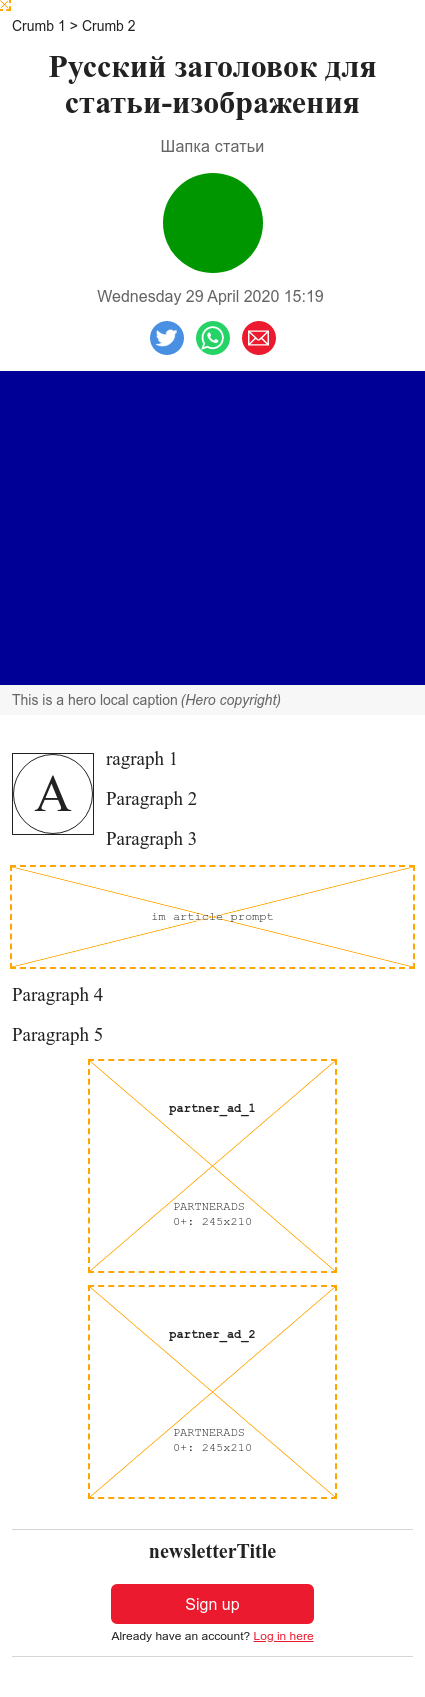 Crumb 1 > Crumb 2
Русский заголовок для
статьи-изображения
Шапка статьи
Wednesday 29 April 2020 15:19
This is a hero local caption (Hero copyright)
A
ragraph 1
Paragraph 2
Paragraph 3
im article prompt
Paragraph 4
Paragraph 5
partner_ad_1
PARTNERADS
0+: 245x210
partner_ad_2
PARTNERADS
0+: 245x210
newsletterTitle
Sign up
Already have an account? Log in here